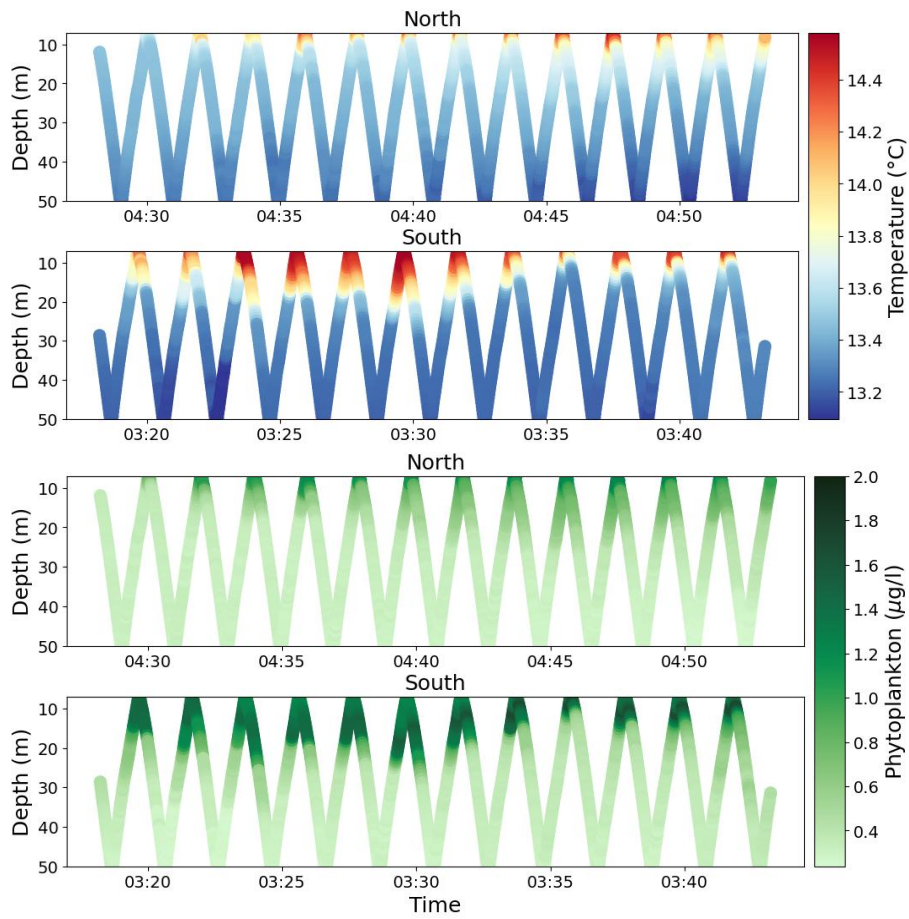 North
10
20
30
40
50
Depth (m)
04:30 04:35 04:40 04:45 04:50
South
10
20
30
40
50
Depth (m)
03:20 03:25 03:30 03:35 03:40
14.4
14.2
14.0
13.8
13.6
13.4
13.2
Temperature (°C)
North
10
20
30
40
50
Depth (m)
04:30 04:35 04:40 04:45 04:50
South
10
20
30
40
50
Depth (m)
03:20 03:25 03:30 03:35 03:40
Time
2.0
1.8
1.6
1.4
1.2
1.0
0.8
0.6
0.4
Phytoplankton (μg/l)